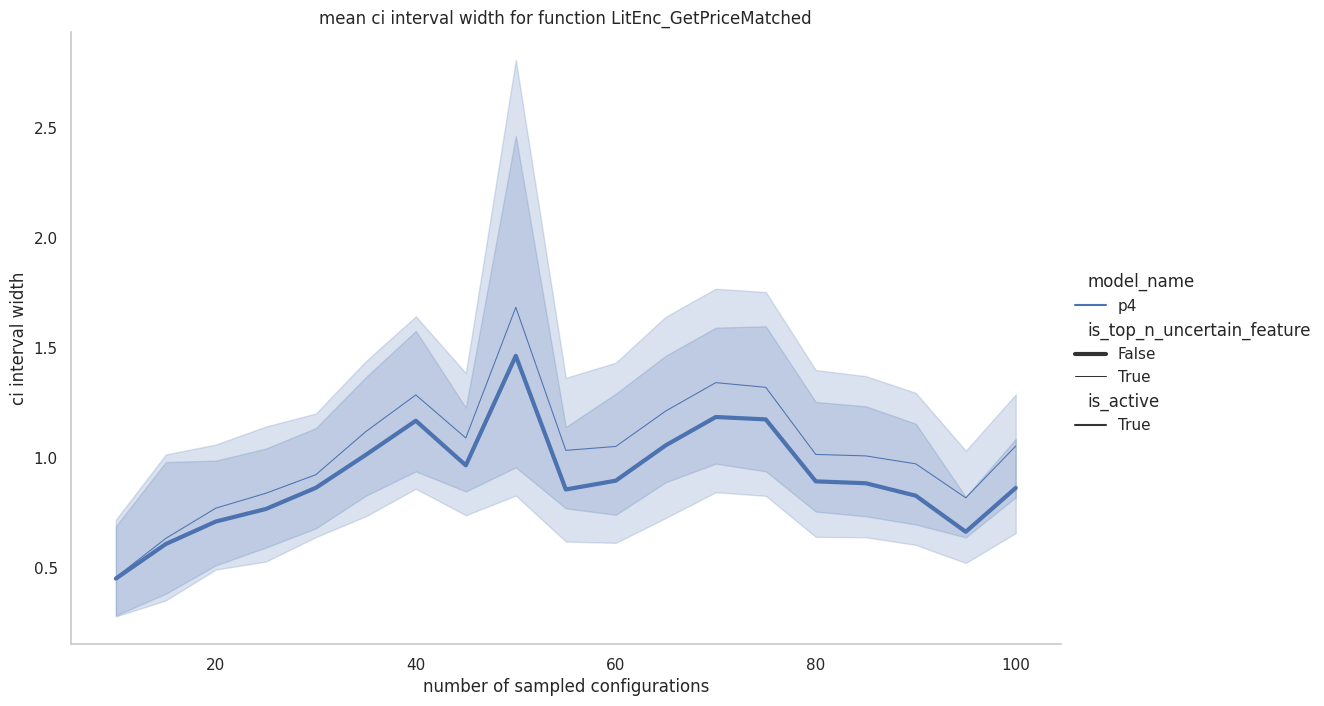 mean ci interval width for function LitEnc_GetPriceMatched
ci interval width
2.5
2.0
1.5
1.0
0.5
20
40
60
80
100
number of sampled configurations
model_name
p4
is_top_n_uncertain_feature
False
True
is_active
True